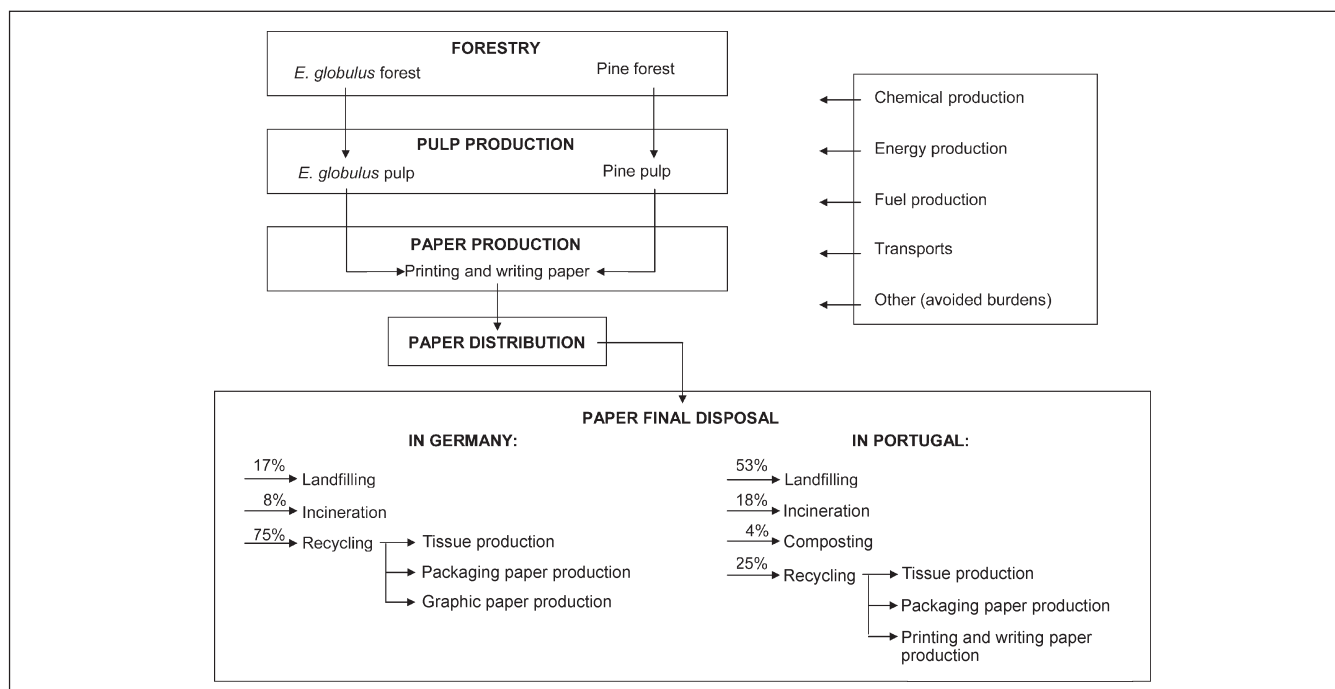 FORESTRY
E. globulus forest
Pine forest
PULP PRODUCTION
E. globulus pulp
Pine pulp
PAPER PRODUCTION
Printing and writing paper
PAPER DISTRIBUTION
Chemical production
Energy production
Fuel production
Transports
Other (avoided burdens)
PAPER FINAL DISPOSAL
IN GERMANY:
17% Landfilling
8% Incineration
75% Recycling
Tissue production
Packaging paper production
Graphic paper production
IN PORTUGAL:
53% Landfilling
18% Incineration
4% Composting
25% Recycling
Tissue production
Packaging paper production
Printing and writing paper
production